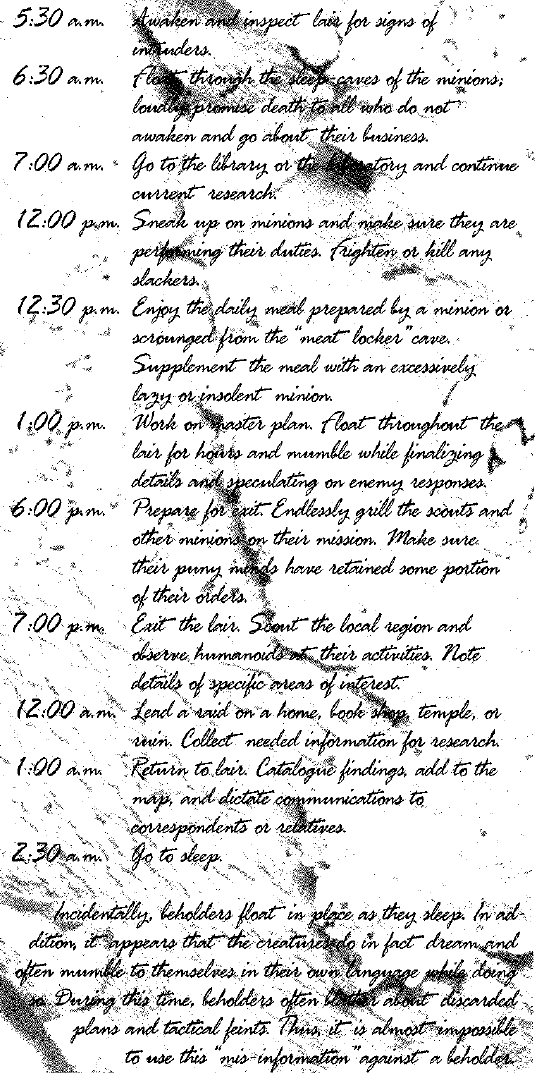 5:30 a.m. Awaken and inspect lair for signs of
intruders.
6:30 a.m. Float through the sleep-caves of the minions;
loudly promise death to all who do not
awaken and go about their business.
7:00 a.m. Go to the library or the laboratory and continue
current research.
12:00 p.m. Sneak up on minions and make sure they are
performing their duties. Frighten or kill any
slackers.
12:30 p.m. Enjoy the daily meal prepared by a minion or
scrounged from the "meat locker" cave.
Supplement the meal with an excessively
lazy or insolent minion.
1:00 p.m. Work on master plan. Float throughout the
lair for hours and mumble while finalizing
details and speculating on enemy responses.
6:00 p.m. Prepare for exit. Endlessly grill the scouts and
other minions on their mission. Make sure
their puny minds have retained some portion
of their orders.
7:00 p.m. Exit the lair. Scout the local region and
observe humanoids at their activities. Note
details of specific areas of interest.
12:00 a.m. Lead a raid on a home, book shop, temple, or
ruin. Collect needed information for research.
1:00 a.m. Return to lair. Catalogue findings, add to the
map, and dictate communications to
correspondents or relatives.
2:30 a.m. Go to sleep.
Incidentally, beholders float in place as they sleep. In ad-
dition, it appears that the creatures do in fact dream and
often mumble to themselves in their own language while doing
so. During this time, beholders often bluster about discarded
plans and tactical feints. Thus, it is almost impossible
to use this "mis-information" against a beholder.